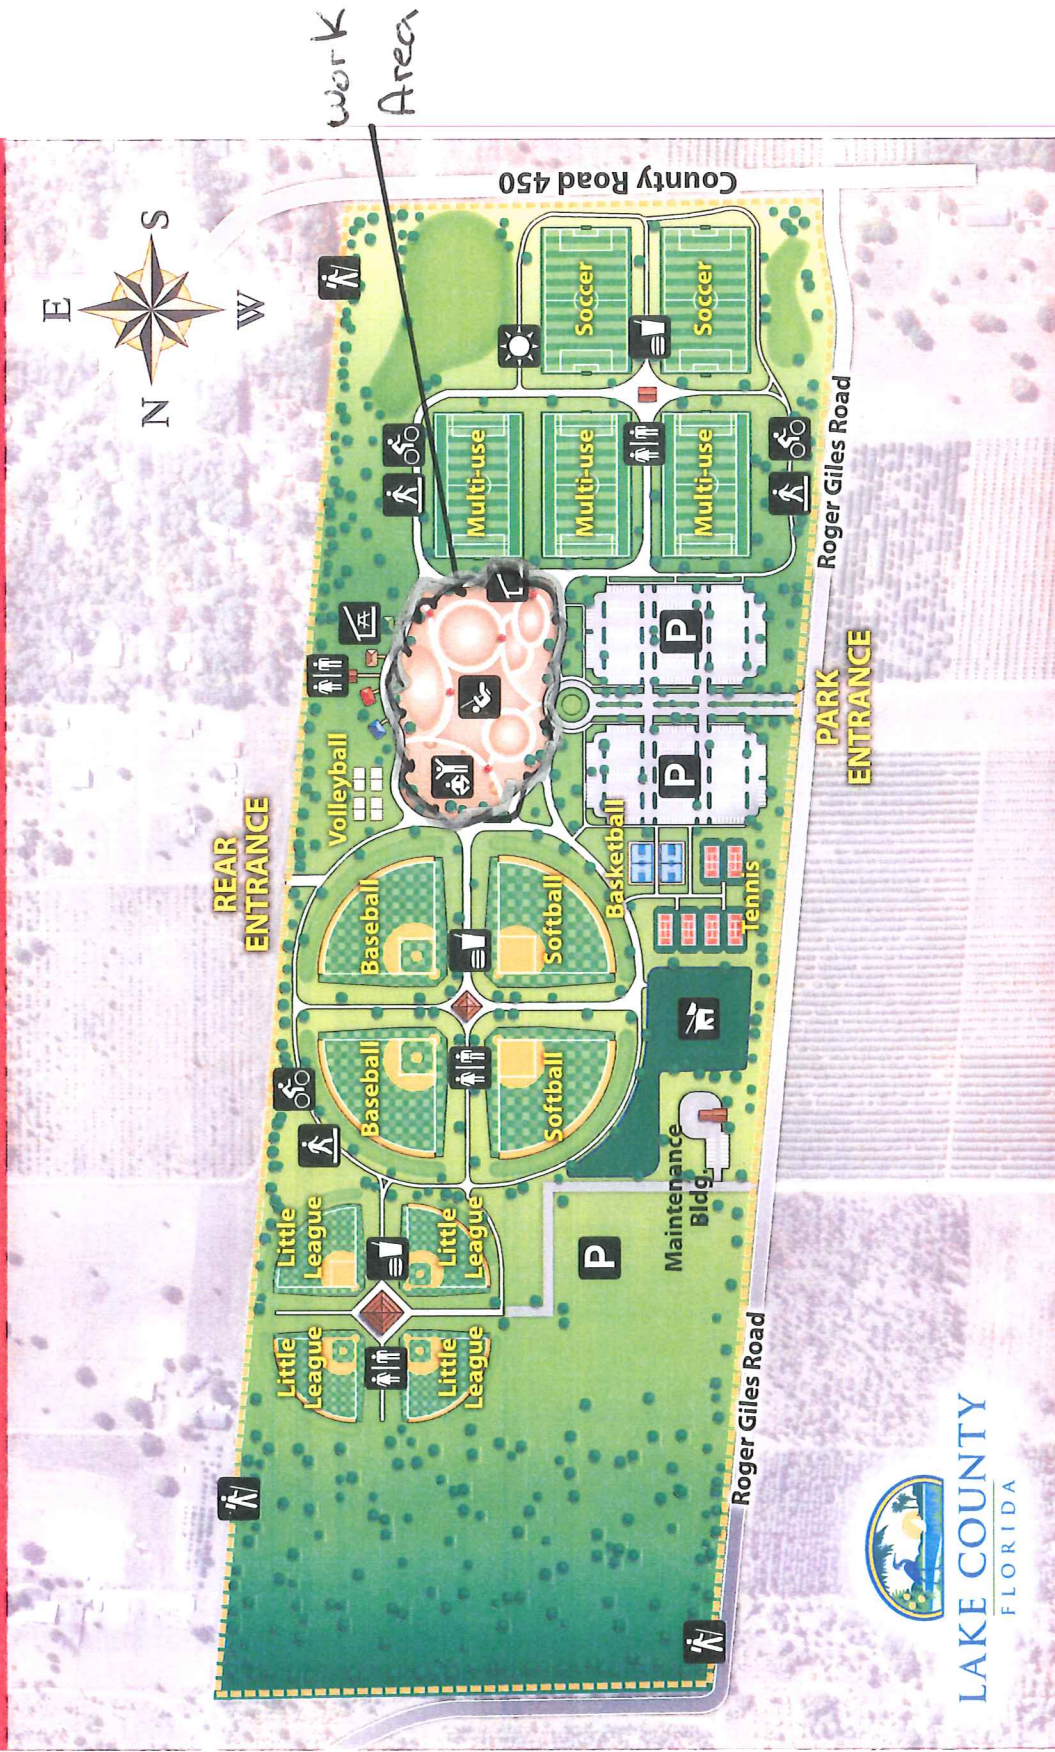 work
Area
E
S
W
N
County Road 450
Soccer
Soccer
Multi-use
Multi-use
Multi-use
Roger Giles Road
P
P
PARK
ENTRANCE
REAR
ENTRANCE
Volleyball
Basketball
Tennis
Baseball
Softball
Baseball
Softball
Maintenance
Bldg.
P
Little
League
Little
League
Little
League
Little
League
Roger Giles Road
LAKE COUNTY
FLORIDA